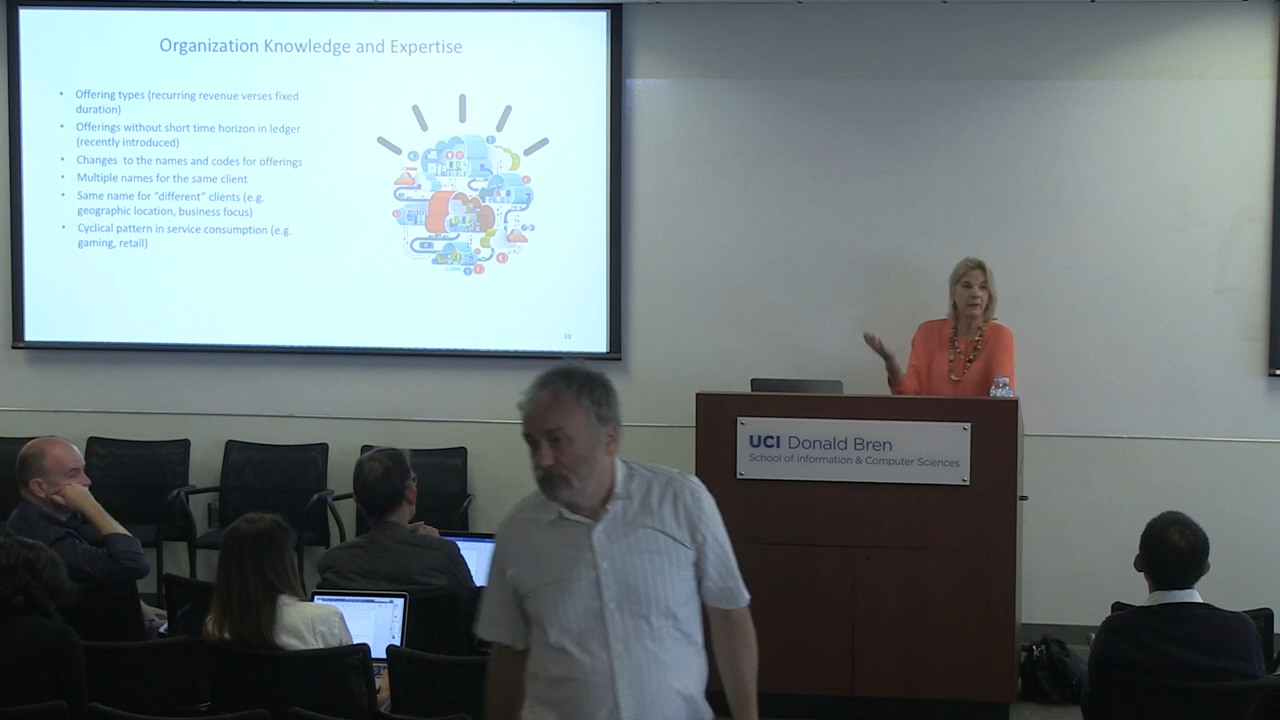 Organization Knowledge and Expertise
• Offering types (recurring revenue verses fixed
duration)
• Offerings without short time horizon in ledger
(recently introduced)
• Changes to the names and codes for offerings
• Multiple names for the same client
• Same name for “different” clients (e.g.
geographic location, business focus)
• Cyclical pattern in service consumption (e.g.
gaming, retail)
UCI Donald Bren
School of Information & Computer Sciences